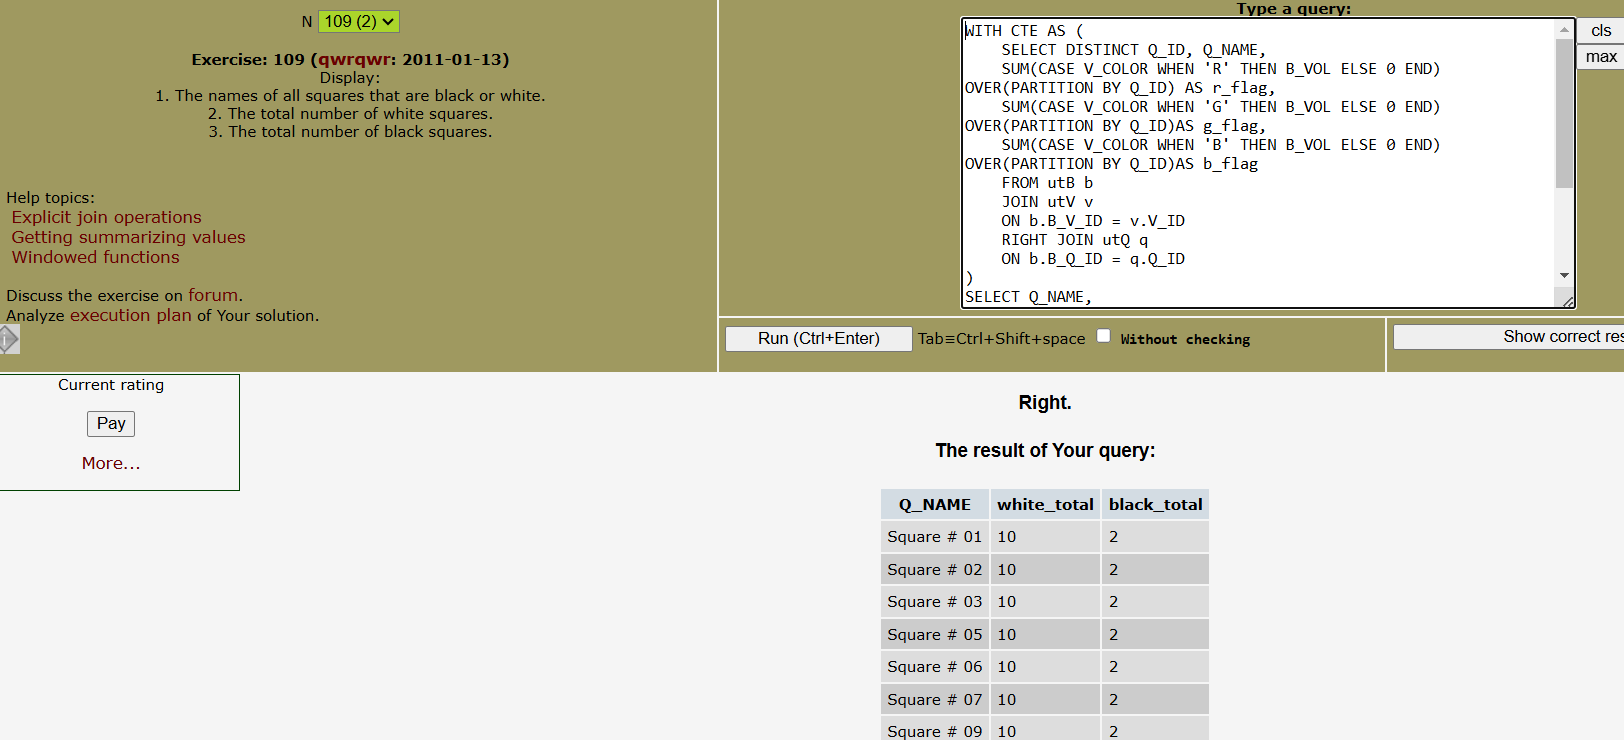 N 109 (2)
Exercise: 109 (qwrqwr: 2011-01-13)
Display:
1. The names of all squares that are black or white.
2. The total number of white squares.
3. The total number of black squares.
Help topics:
Explicit join operations
Getting summarizing values
Windowed functions
Discuss the exercise on forum.
Analyze execution plan of Your solution.
Type a query:
WITH CTE AS (
    SELECT DISTINCT Q_ID, Q_NAME,
    SUM(CASE V_COLOR WHEN 'R' THEN B_VOL ELSE 0 END)
OVER(PARTITION BY Q_ID) AS r_flag,
    SUM(CASE V_COLOR WHEN 'G' THEN B_VOL ELSE 0 END)
OVER(PARTITION BY Q_ID)AS g_flag,
    SUM(CASE V_COLOR WHEN 'B' THEN B_VOL ELSE 0 END)
OVER(PARTITION BY Q_ID)AS b_flag
    FROM utB b
    JOIN utV v
    ON b.B_V_ID = v.V_ID
    RIGHT JOIN utQ q
    ON b.B_Q_ID = q.Q_ID
)
SELECT Q_NAME,
cls
max
Run (Ctrl+Enter) Tab≡Ctrl+Shift+space Without checking
Show correct res
Current rating
Pay
More...
Right.
The result of Your query:
Q_NAME white_total black_total
Square # 01 10 2
Square # 02 10 2
Square # 03 10 2
Square # 05 10 2
Square # 06 10 2
Square # 07 10 2
Square # 09 10 2